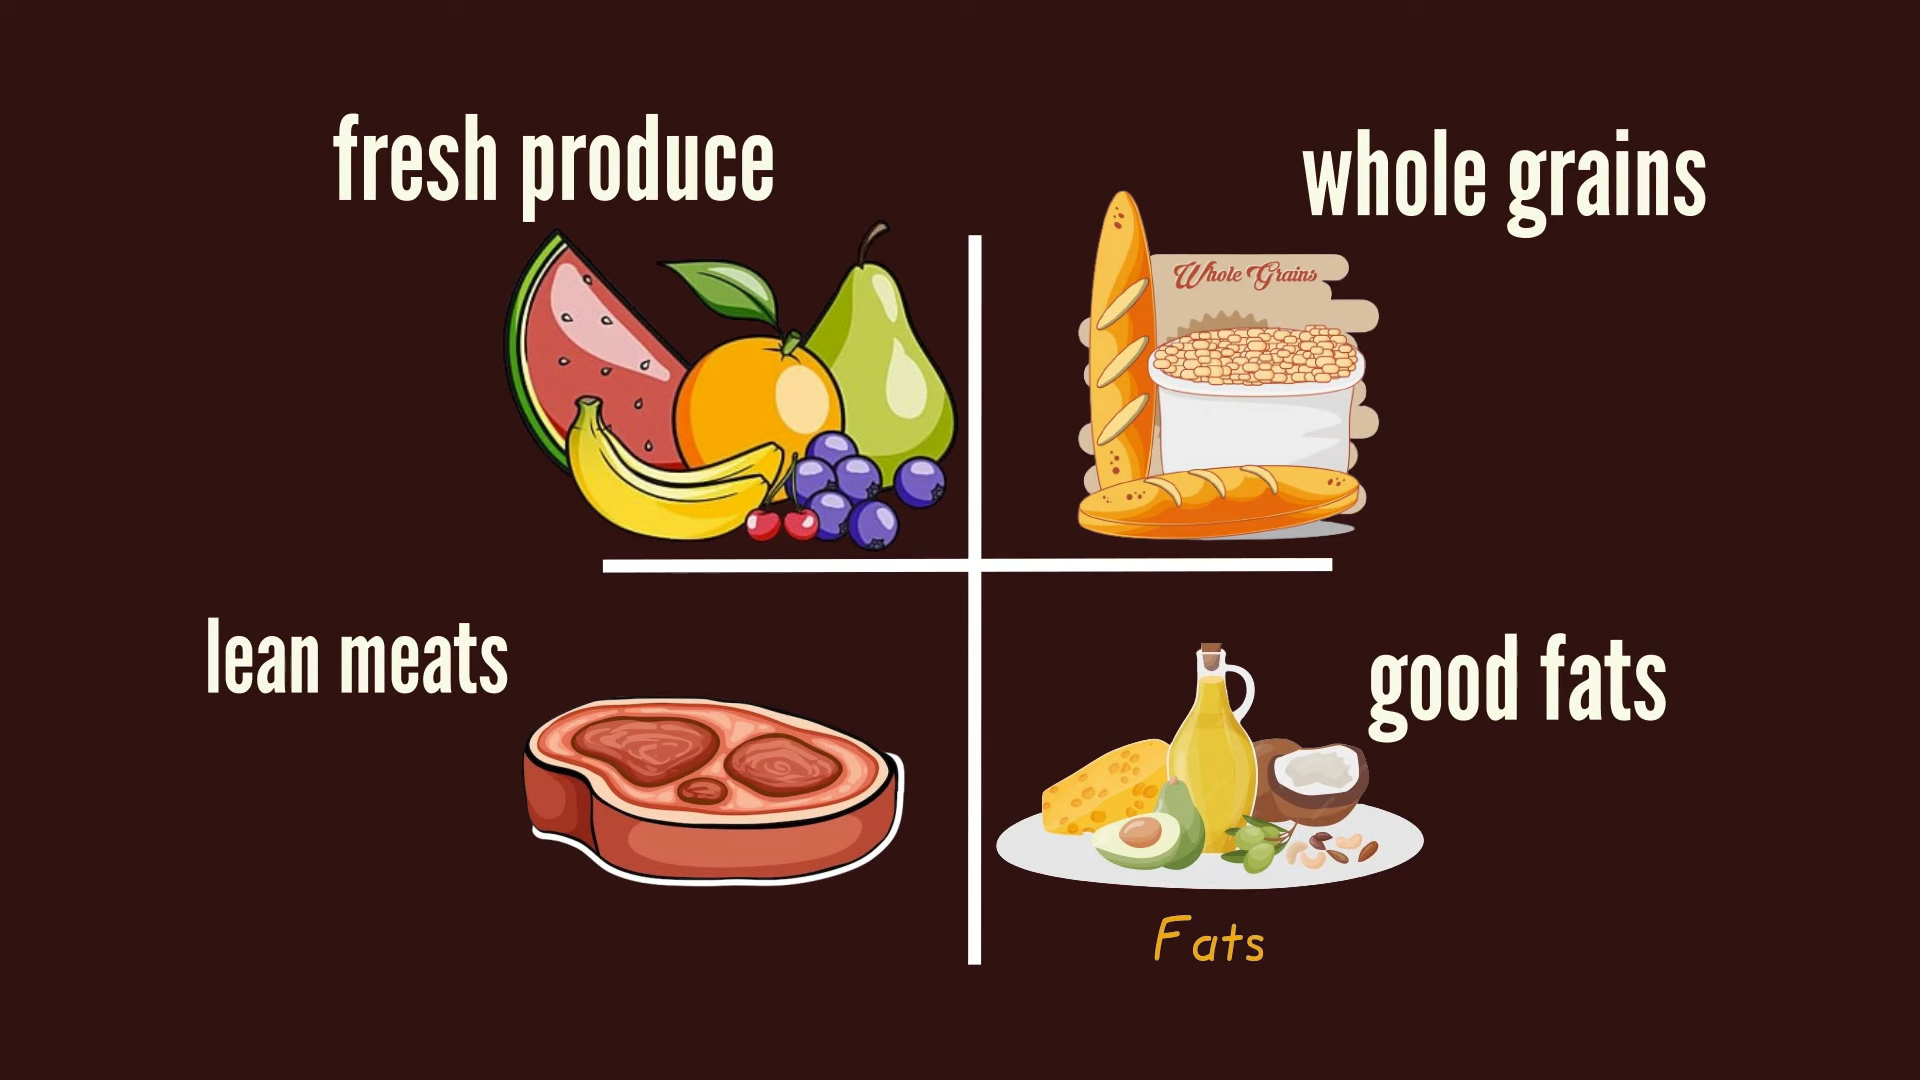 fresh produce
whole grains
Whole Grains
lean meats
good fats
Fats